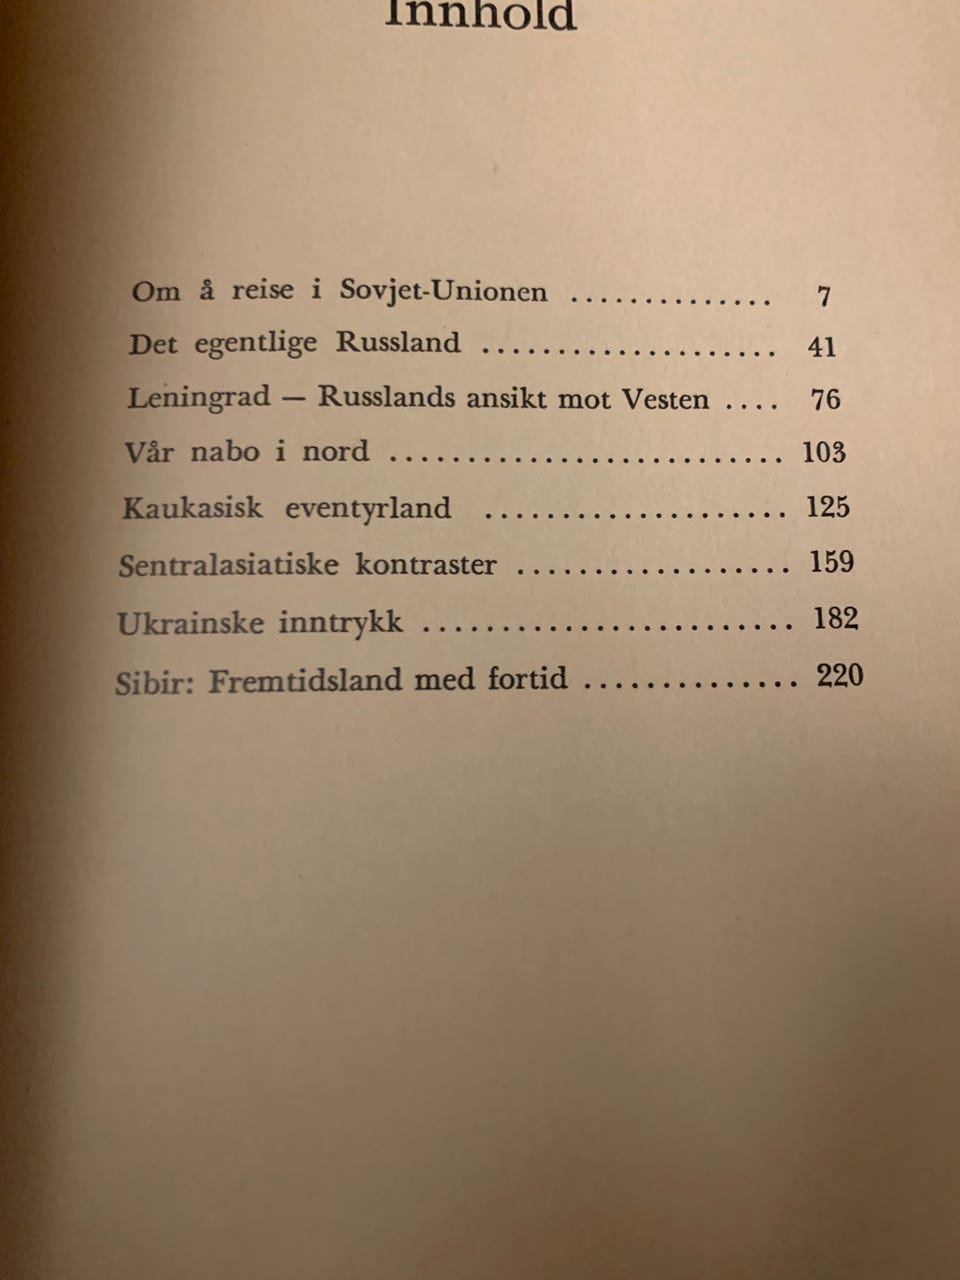 Innhold
Om å reise i Sovjet-Unionen .............. 7
Det egentlige Russland .................... 41
Leningrad — Russlands ansikt mot Vesten .... 76
Vår nabo i nord ......................... 103
Kaukasisk eventyrland .................... 125
Sentralasiatiske kontraster .................. 159
Ukrainske inntrykk ........................ 182
Sibir: Fremtidsland med fortid .............. 220